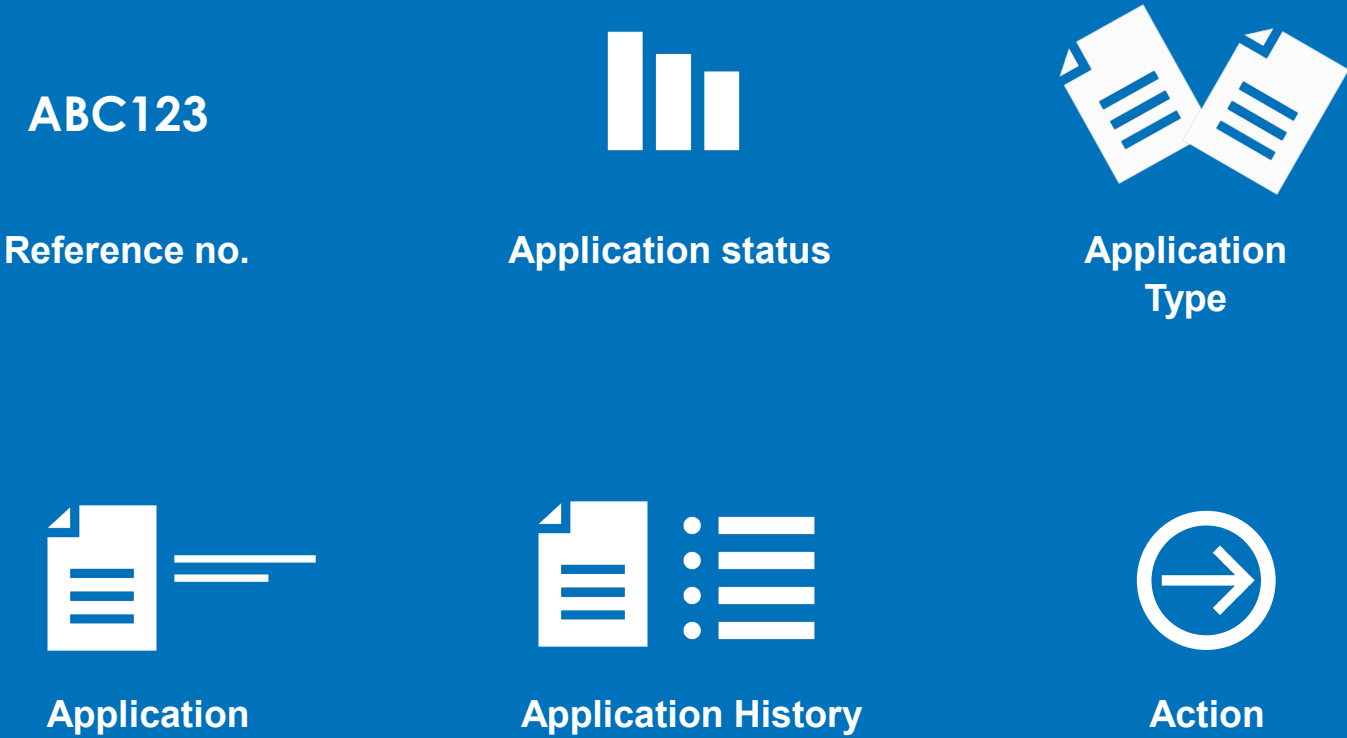 ABC123
Reference no.
Application status
Application
Type
Application
Application History
Action